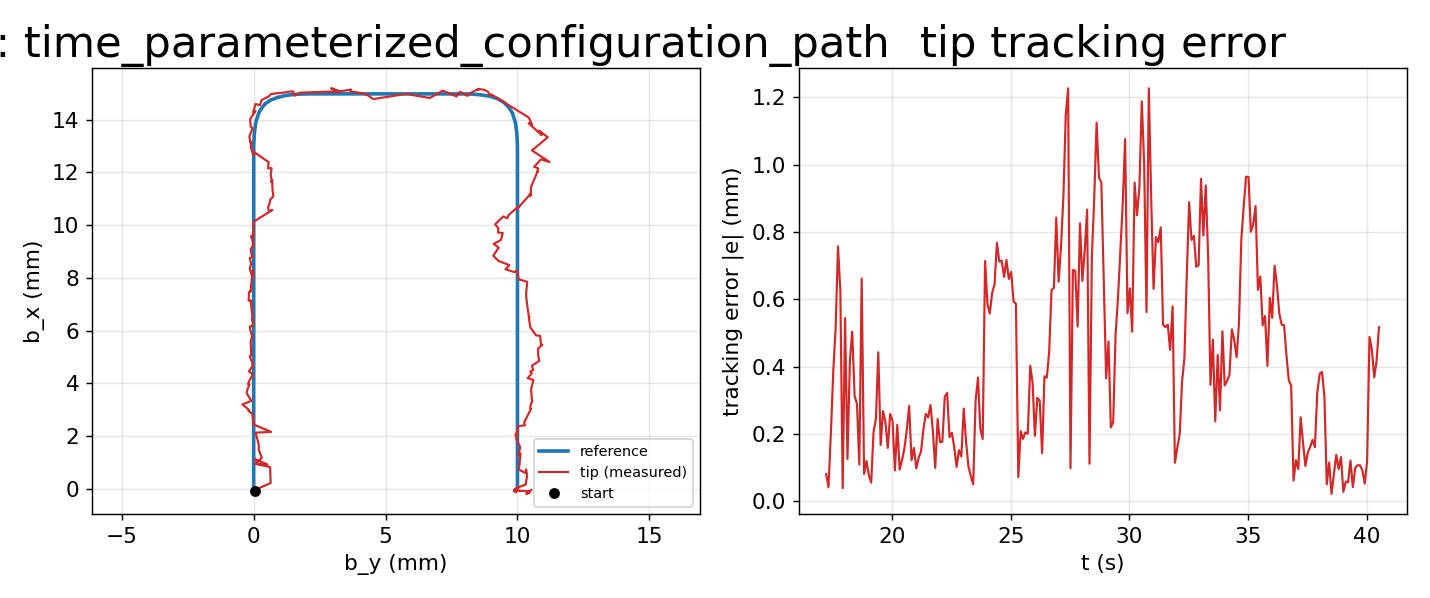 : time_parameterized_configuration_path
tip tracking error
b_x (mm)
14
12
10
8
6
4
2
0
−5
0
5
10
15
b_y (mm)
reference
tip (measured)
start
tracking error |e| (mm)
1.2
1.0
0.8
0.6
0.4
0.2
0.0
20
25
30
35
40
t (s)